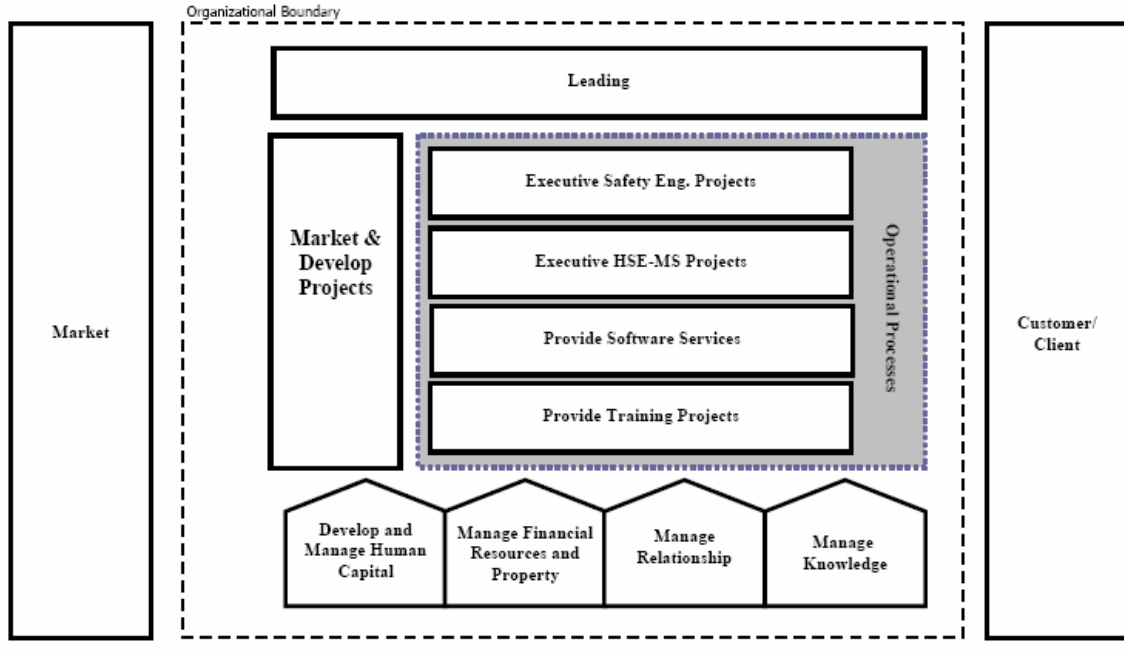 Organizational Boundary
Leading
Market &
Develop
Projects
Executive Safety Eng. Projects
Executive HSE-MS Projects
Provide Software Services
Provide Training Projects
Operational Processes
Market
Customer/
Client
Develop and
Manage Human
Capital
Manage Financial
Resources and
Property
Manage
Relationship
Manage
Knowledge